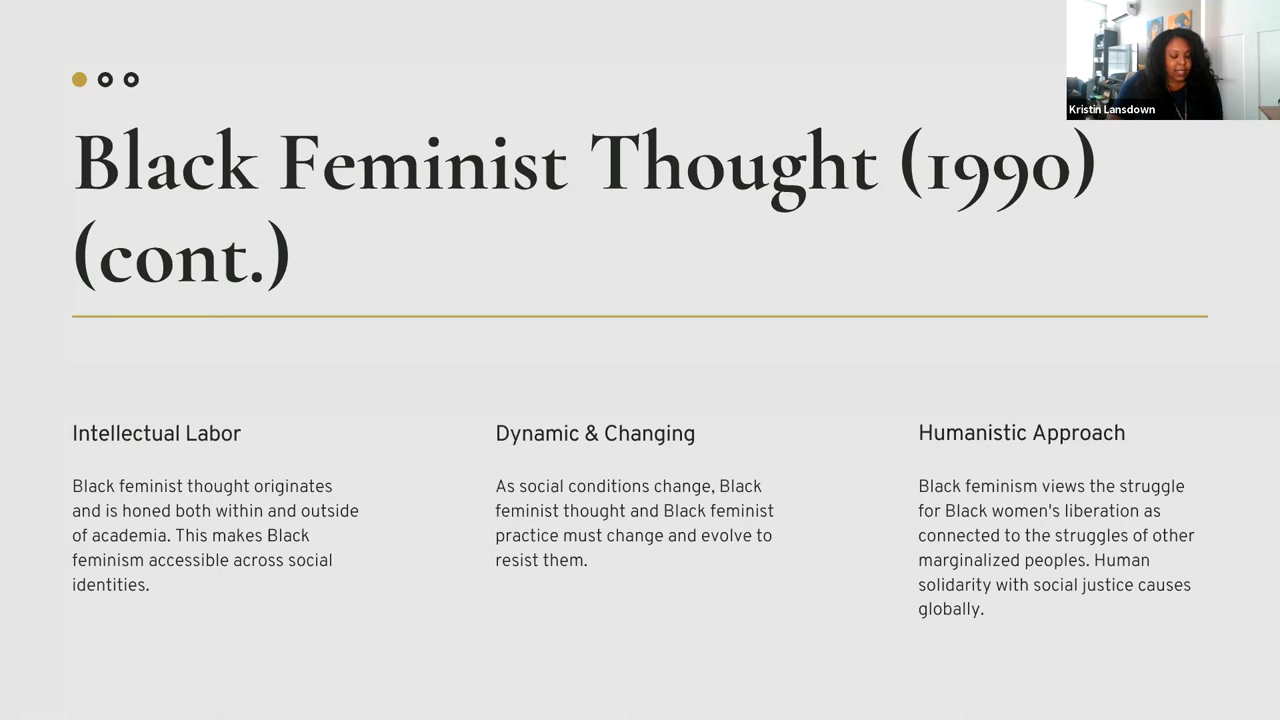 Kristin Lansdown
Black Feminist Thought (1990)
(cont.)
Intellectual Labor
Black feminist thought originates
and is honed both within and outside
of academia. This makes Black
feminism accessible across social
identities.
Dynamic & Changing
As social conditions change, Black
feminist thought and Black feminist
practice must change and evolve to
resist them.
Humanistic Approach
Black feminism views the struggle
for Black women's liberation as
connected to the struggles of other
marginalized peoples. Human
solidarity with social justice causes
globally.